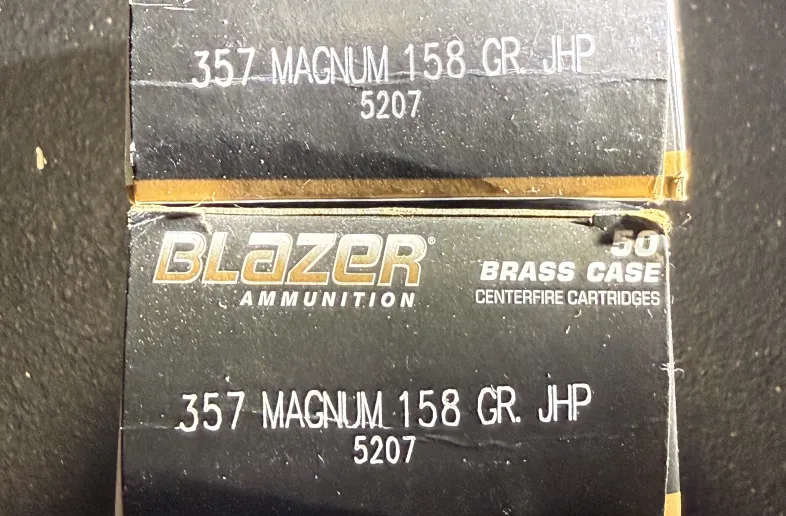 357 MAGNUM 158 GR. JHP
5207
BLAZER®
AMMUNITION
50
BRASS CASE
CENTERFIRE CARTRIDGES
357 MAGNUM 158 GR. JHP
5207